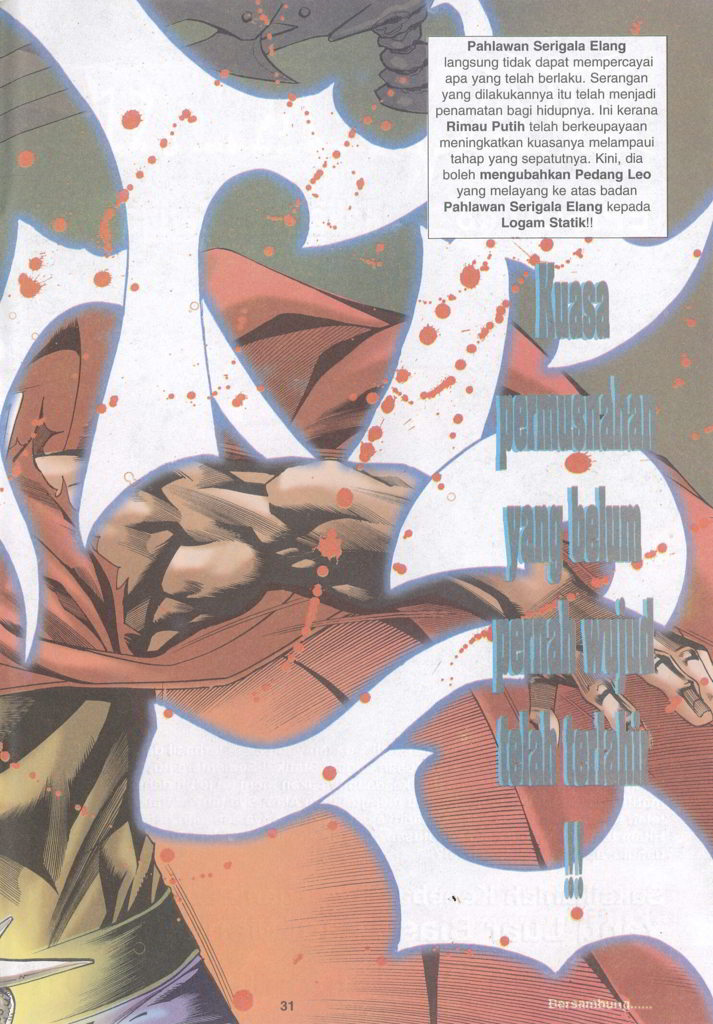 Pahlawan Serigala Elang
langsung tidak dapat mempercayai
apa yang telah berlaku. Serangan
yang dilakukannya itu telah menjadi
penamatan bagi hidupnya. Ini kerana
Rimau Putih telah berkeupayaan
meningkatkan kuasanya melampaui
tahap yang sepatutnya. Kini, dia
boleh mengubahkan Pedang Leo
yang melayang ke atas badan
Pahlawan Serigala Elang kepada
Logam Statik!!
Kuasa
permusnahan
yang belum
pernah wujud
telah terlahir
!!
31
Bersambung......